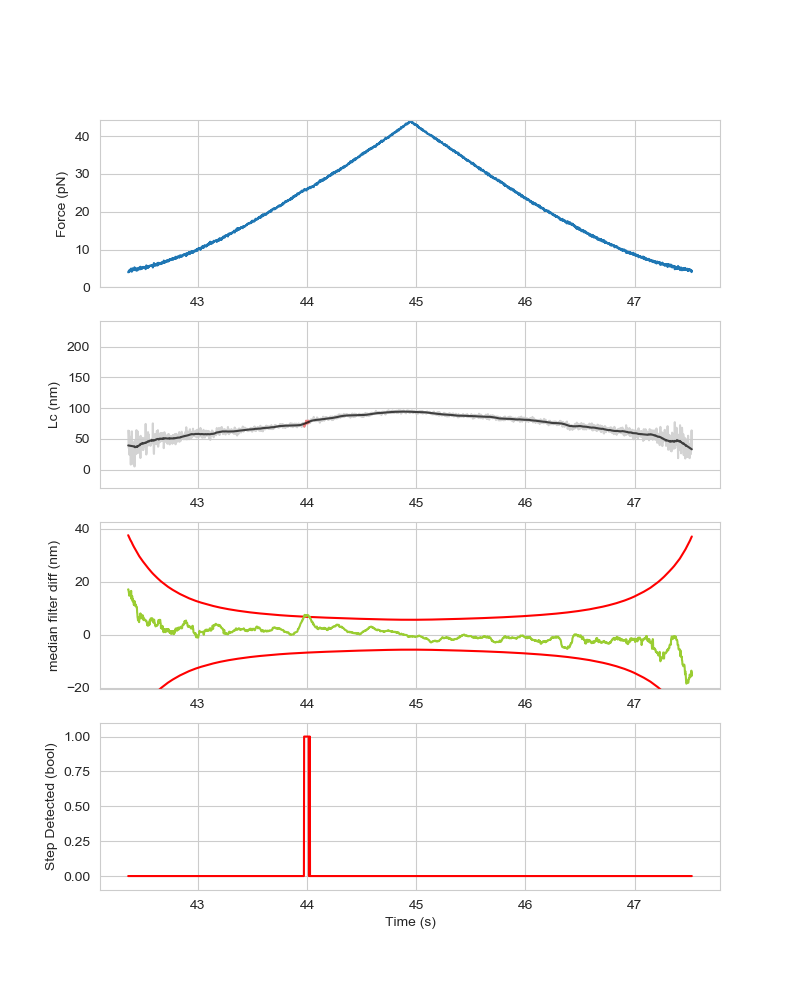 Force (pN)
40
30
20
10
0
43 44 45 46 47
Lc (nm)
200
150
100
50
0
43 44 45 46 47
median filter diff (nm)
40
20
0
−20
43 44 45 46 47
Step Detected (bool)
1.00
0.75
0.50
0.25
0.00
43 44 45 46 47
Time (s)